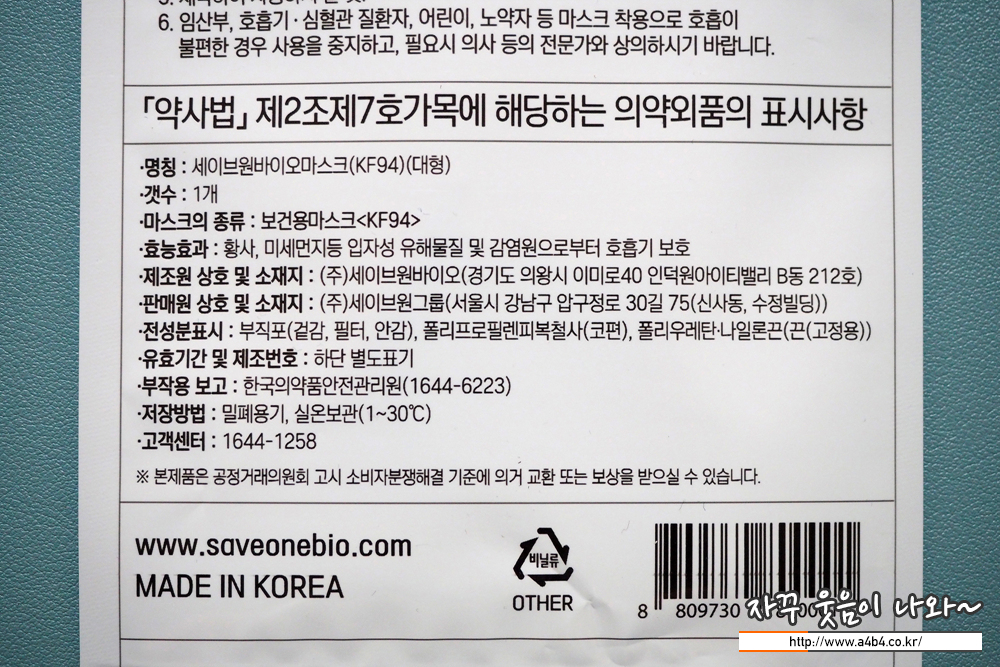 6. 임산부, 호흡기·심혈관 질환자, 어린이, 노약자 등 마스크 착용으로 호흡이
불편한 경우 사용을 중지하고, 필요시 의사 등의 전문가와 상의하시기 바랍니다.
「약사법」 제2조제7호가목에 해당하는 의약외품의 표시사항
·명칭 : 세이브원바이오마스크(KF94)(대형)
·갯수 : 1개
·마스크의 종류 : 보건용마스크<KF94>
·효능효과 : 황사, 미세먼지등 입자성 유해물질 및 감염원으로부터 호흡기 보호
·제조원 상호 및 소재지 : (주)세이브원바이오(경기도 의왕시 이미로40 인덕원아이티밸리 B동 212호)
·판매원 상호 및 소재지 : (주)세이브원그룹(서울시 강남구 압구정로 30길 75(신사동, 수정빌딩))
·전성분표시 : 부직포(겉감, 필터, 안감), 폴리프로필렌피복철사(코편), 폴리우레탄·나일론끈(끈(고정용))
·유효기간 및 제조번호 : 하단 별도표기
·부작용 보고 : 한국의약품안전관리원(1644-6223)
·저장방법 : 밀폐용기, 실온보관(1~30℃)
·고객센터 : 1644-1258
※ 본제품은 공정거래의원회 고시 소비자분쟁해결 기준에 의거 교환 또는 보상을 받으실 수 있습니다.
www.saveonebio.com
MADE IN KOREA
비닐류
OTHER
8 809730
자꾸 웃음이 나와~
http://www.a4b4.co.kr/